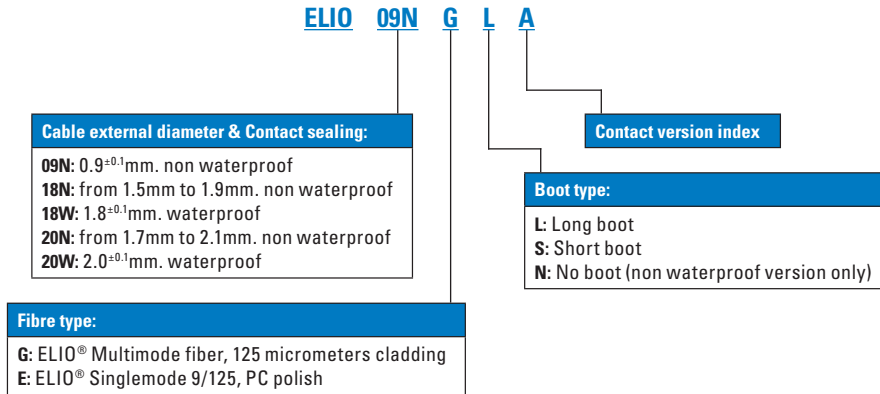 ELIO 09N G L A
Cable external diameter & Contact sealing:
09N: 0.9±0.1mm. non waterproof
18N: from 1.5mm to 1.9mm. non waterproof
18W: 1.8±0.1mm. waterproof
20N: from 1.7mm to 2.1mm. non waterproof
20W: 2.0±0.1mm. waterproof
Contact version index
Boot type:
L: Long boot
S: Short boot
N: No boot (non waterproof version only)
Fibre type:
G: ELIO® Multimode fiber, 125 micrometers cladding
E: ELIO® Singlemode 9/125, PC polish